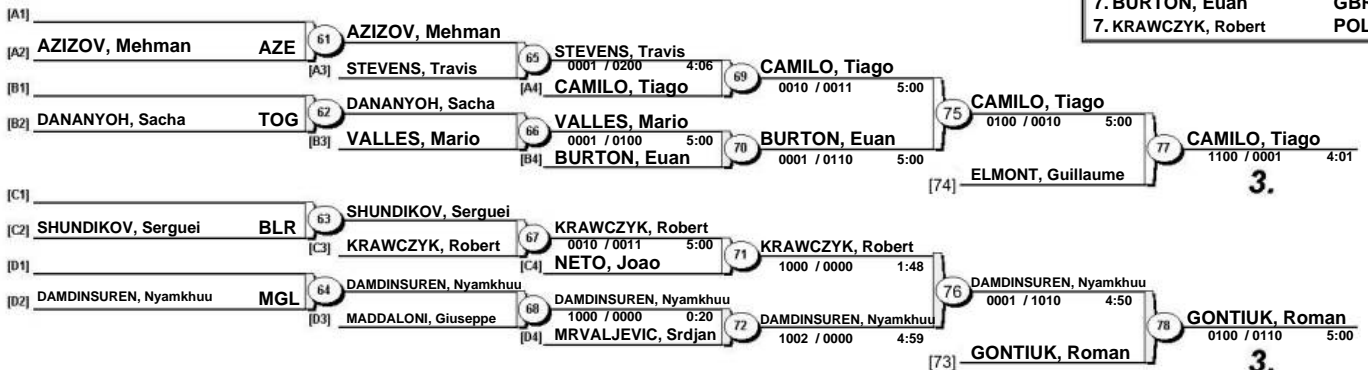 7. BURTON, Euan GBR
7. KRAWCZYK, Robert POL
[A1]
[A2] AZIZOV, Mehman AZE 61 AZIZOV, Mehman
[A3] STEVENS, Travis 65 STEVENS, Travis
0001 / 0200 4:06
[A4] CAMILO, Tiago 69 CAMILO, Tiago
0010 / 0011 5:00
[B1]
[B2] DANANYOH, Sacha TOG 62 DANANYOH, Sacha
[B3] VALLES, Mario 66 VALLES, Mario
0001 / 0100 5:00
[B4] BURTON, Euan 70 BURTON, Euan
0001 / 0110 5:00
75 CAMILO, Tiago
0100 / 0010 5:00
[74] ELMONT, Guillaume
77 CAMILO, Tiago
1100 / 0001 4:01
3.
[C1]
[C2] SHUNDIKOV, Serguei BLR 63 SHUNDIKOV, Serguei
[C3] KRAWCZYK, Robert 67 KRAWCZYK, Robert
0010 / 0011 5:00
[C4] NETO, Joao 71 KRAWCZYK, Robert
1000 / 0000 1:48
[D1]
[D2] DAMDINSUREN, Nyamkhuu MGL 64 DAMDINSUREN, Nyamkhuu
[D3] MADDALONI, Giuseppe 68 DAMDINSUREN, Nyamkhuu
1000 / 0000 0:20
[D4] MRVALJEVIC, Srdjan 72 DAMDINSUREN, Nyamkhuu
1002 / 0000 4:59
76 DAMDINSUREN, Nyamkhuu
0001 / 1010 4:50
[73] GONTIUK, Roman
78 GONTIUK, Roman
0100 / 0110 5:00
3.